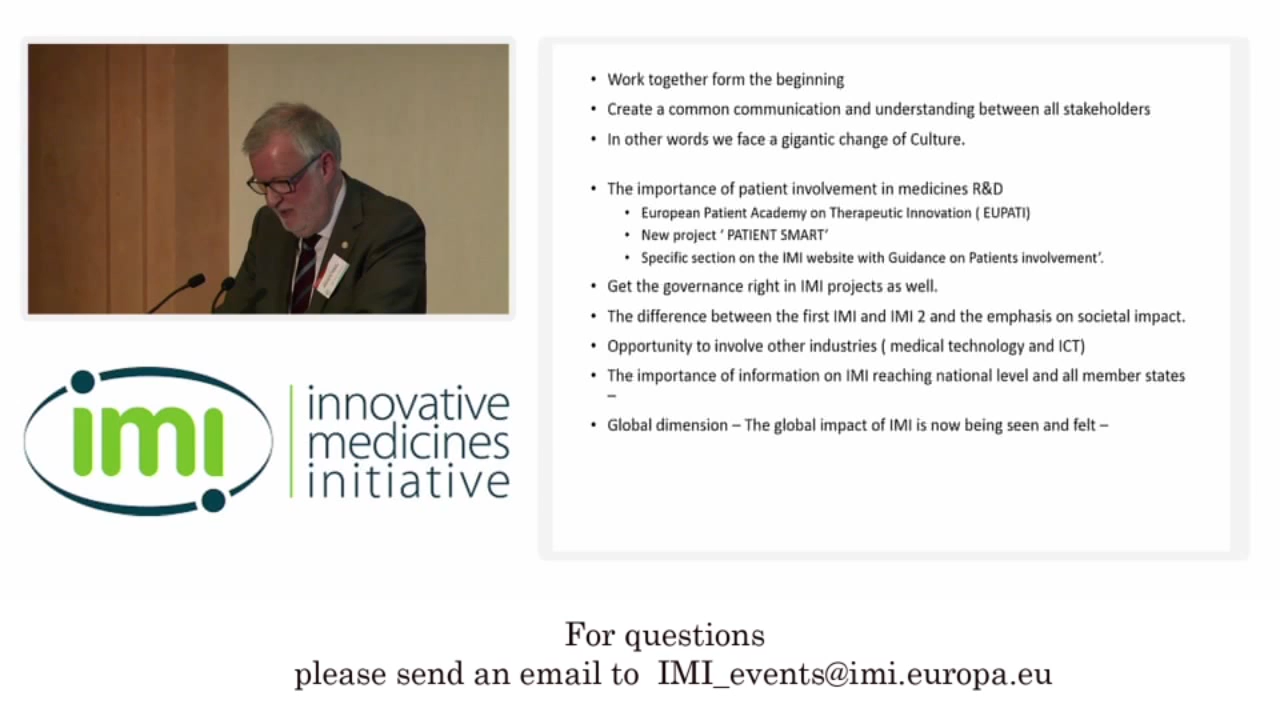 imi
innovative
medicines
initiative
• Work together form the beginning
• Create a common communication and understanding between all stakeholders
• In other words we face a gigantic change of Culture.
• The importance of patient involvement in medicines R&D
• European Patient Academy on Therapeutic Innovation ( EUPATI)
• New project ‘ PATIENT SMART’
• Specific section on the IMI website with Guidance on Patients involvement’.
• Get the governance right in IMI projects as well.
• The difference between the first IMI and IMI 2 and the emphasis on societal impact.
• Opportunity to involve other industries ( medical technology and ICT)
• The importance of information on IMI reaching national level and all member states
–
• Global dimension – The global impact of IMI is now being seen and felt –
For questions
please send an email to IMI_events@imi.europa.eu